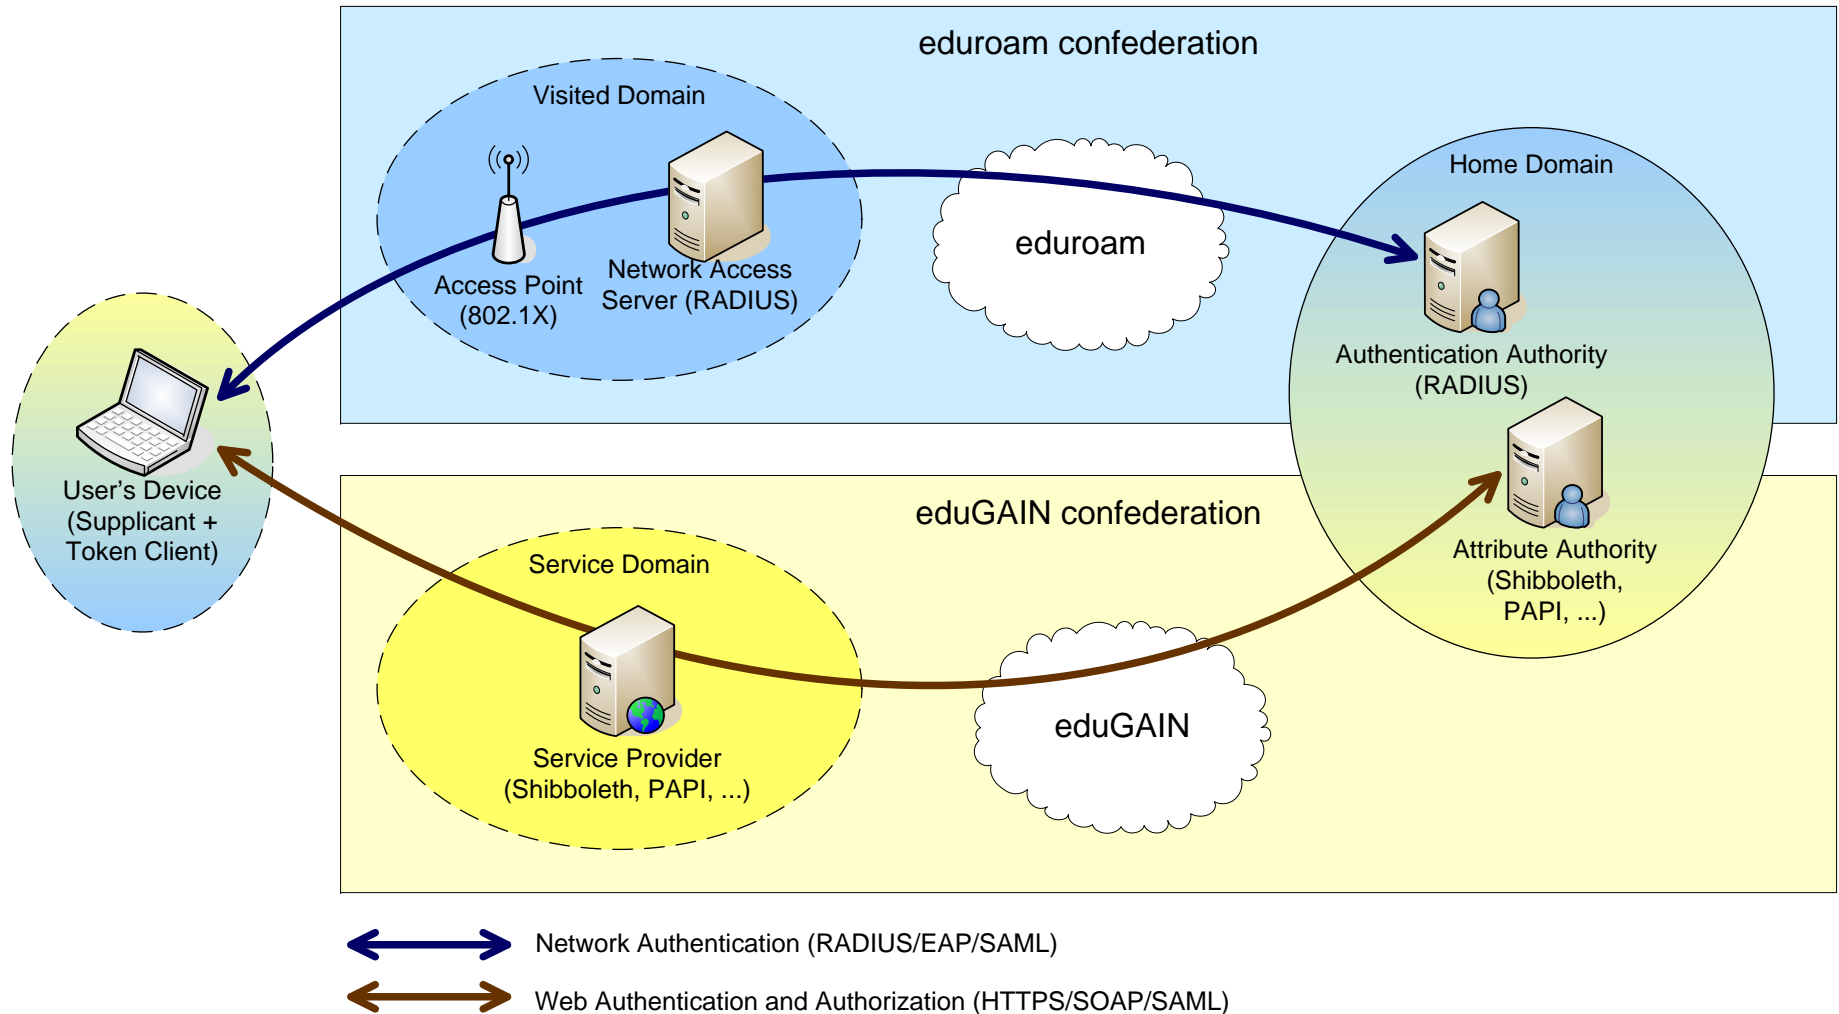 eduroam confederation
Visited Domain
Home Domain
eduroam
Network Access
Server (RADIUS)
Access Point
(802.1X)
Authentication Authority
(RADIUS)
User’s Device
(Supplicant +
Token Client)
eduGAIN confederation
Service Domain
Attribute Authority
(Shibboleth,
PAPI, ...)
eduGAIN
Service Provider
(Shibboleth, PAPI, ...)
Network Authentication (RADIUS/EAP/SAML)
Web Authentication and Authorization (HTTPS/SOAP/SAML)